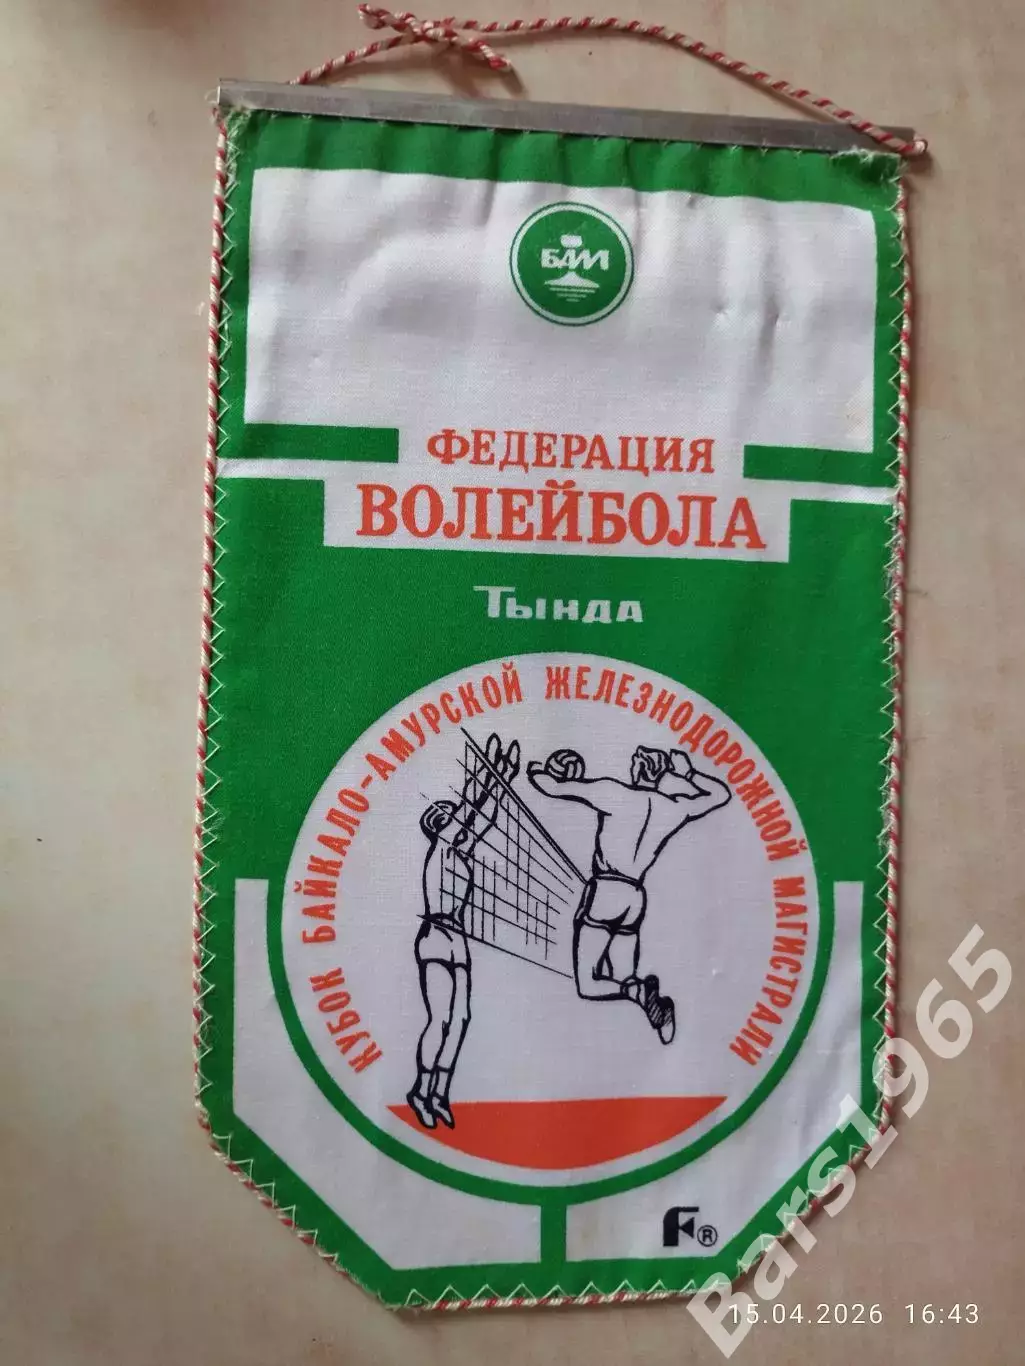 БАМ
ФЕДЕРАЦИЯ
ВОЛЕЙБОЛА
Тында
КУБОК БАЙКАЛО-АМУРСКОЙ ЖЕЛЕЗНОДОРОЖНОЙ МАГИСТРАЛИ
F®
Bars1965
15.04.2026 16:43